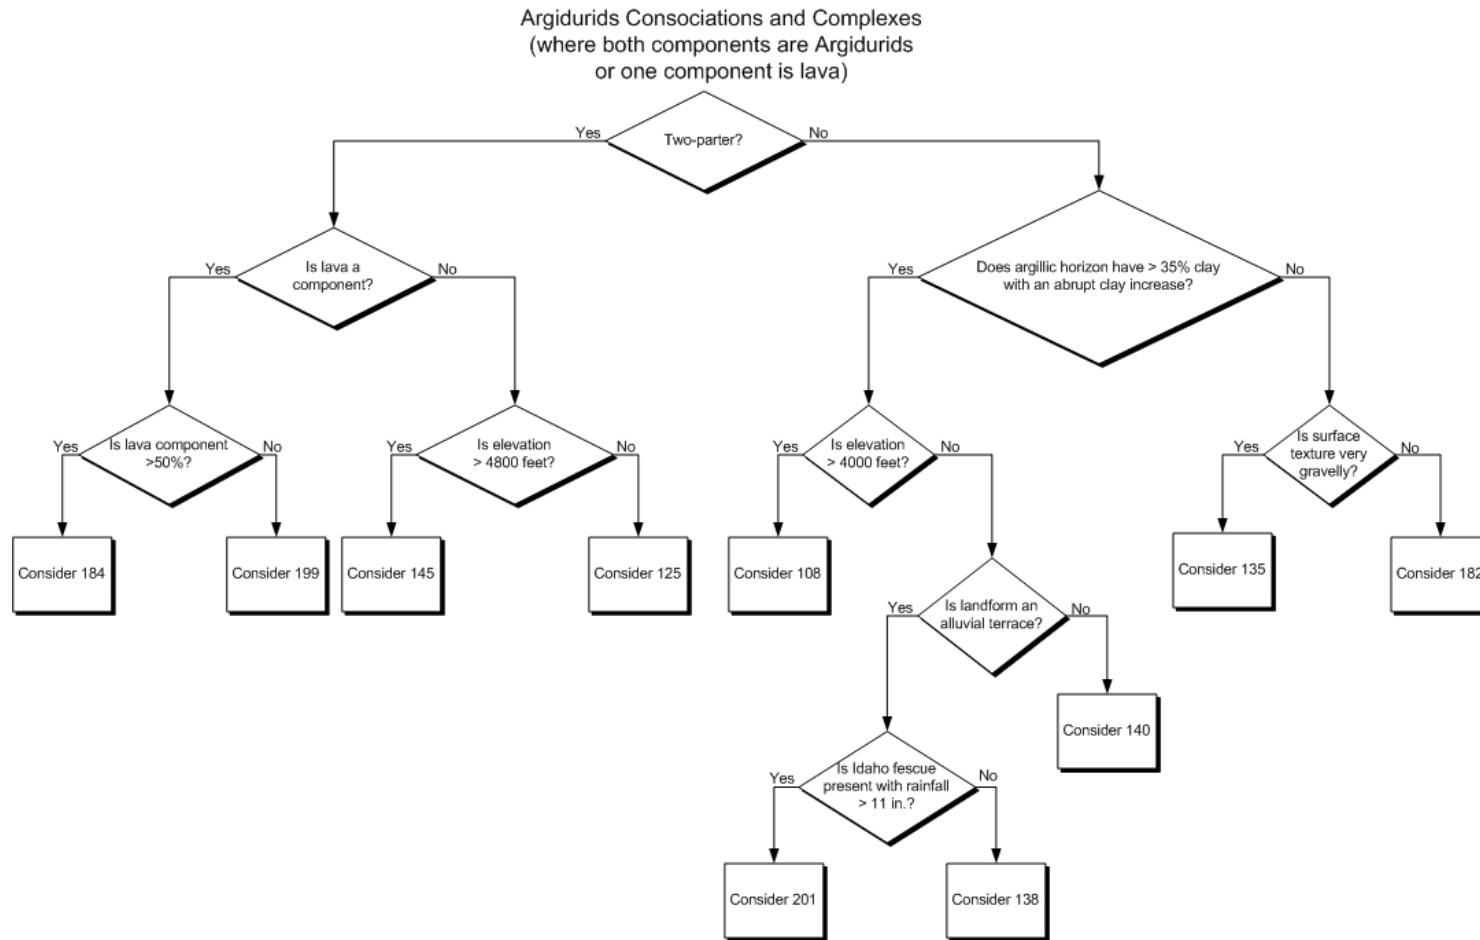 Argidurids Consociations and Complexes
(where both components are Argidurids
or one component is lava)
Yes
Two-parter?
No
Yes
Is lava a
component?
No
Yes
Does argillic horizon have > 35% clay
with an abrupt clay increase?
No
Yes
Is lava component
>50%?
No
Yes
Is elevation
> 4800 feet?
No
Yes
Is elevation
> 4000 feet?
No
Yes
Is surface
texture very
gravelly?
No
Consider 184
Consider 199
Consider 145
Consider 125
Consider 108
Consider 135
Consider 182
Yes
Is landform an
alluvial terrace?
No
Consider 140
Yes
Is Idaho fescue
present with rainfall
> 11 in.?
No
Consider 201
Consider 138